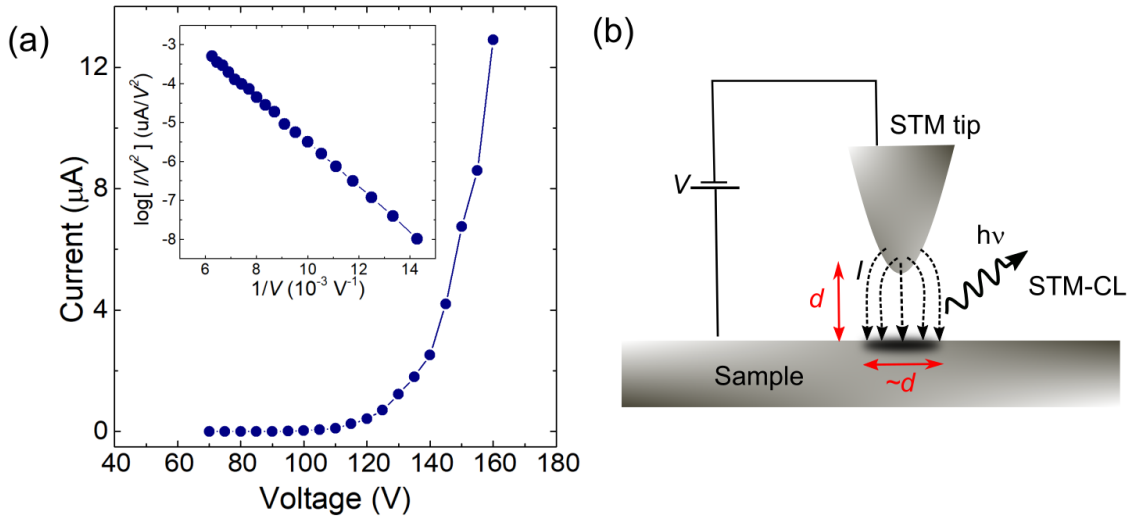 (a)
Current (μA)
12
8
4
0
40 60 80 100 120 140 160 180
Voltage (V)
log[ I/V² ] (uA/V²)
-3
-4
-5
-6
-7
-8
6 8 10 12 14
1/V (10⁻³ V⁻¹)
(b)
STM tip
V
hν
I
STM-CL
d
Sample
~d